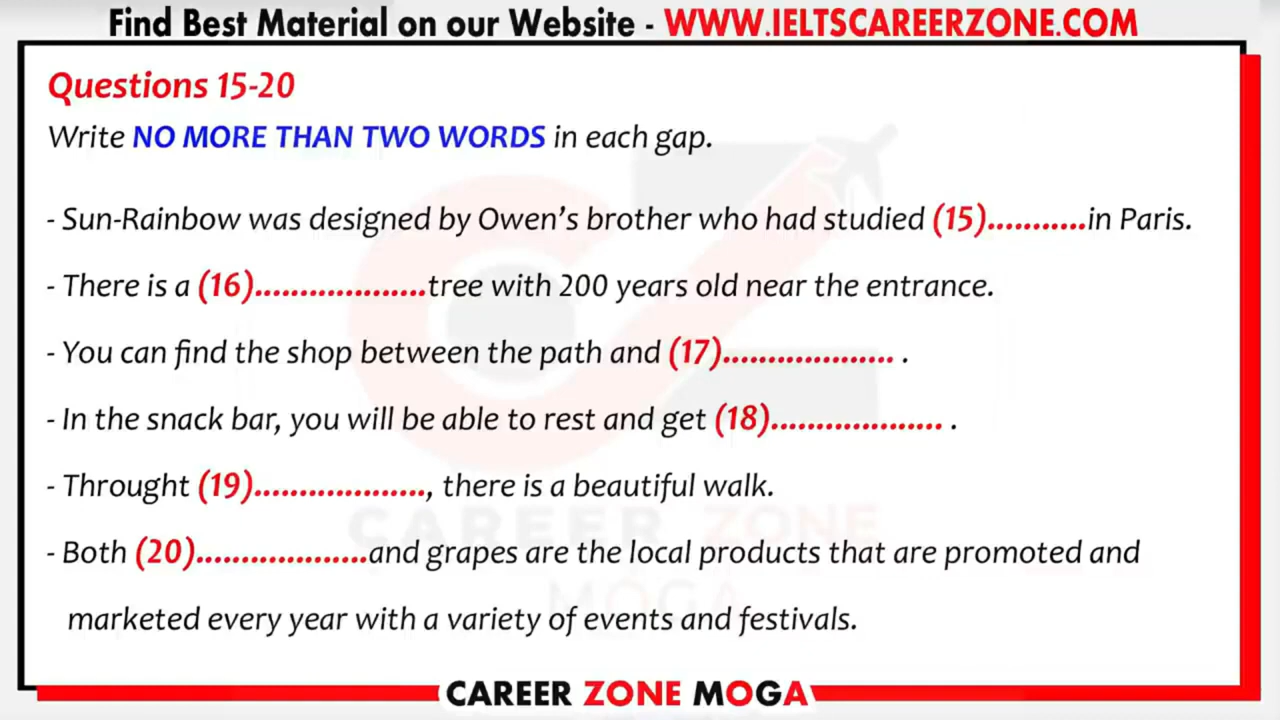 Find Best Material on our Website - WWW.IELTSCAREERZONE.COM
Questions 15-20
Write NO MORE THAN TWO WORDS in each gap.
- Sun-Rainbow was designed by Owen's brother who had studied (15)...........in Paris.
- There is a (16)...................tree with 200 years old near the entrance.
- You can find the shop between the path and (17)................... .
- In the snack bar, you will be able to rest and get (18)................... .
- Throught (19)..................., there is a beautiful walk.
- Both (20)...................and grapes are the local products that are promoted and
marketed every year with a variety of events and festivals.
CAREER ZONE
MOGA
CAREER ZONE MOGA